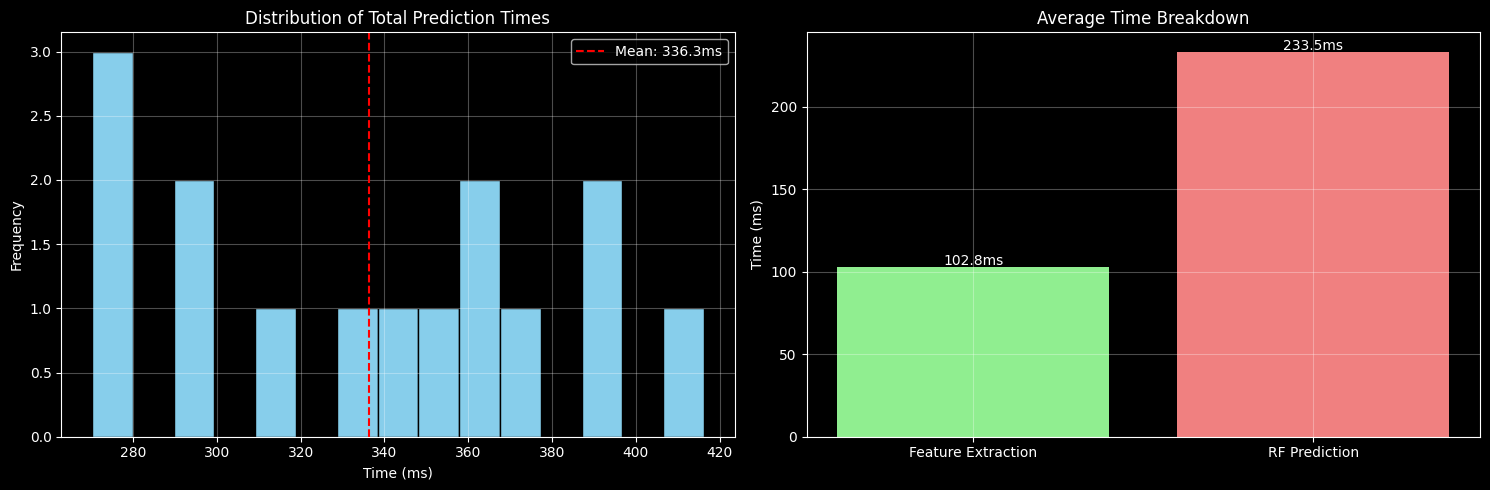 Distribution of Total Prediction Times
Mean: 336.3ms
3.0
2.5
2.0
1.5
1.0
0.5
0.0
Frequency
280 300 320 340 360 380 400 420
Time (ms)
Average Time Breakdown
233.5ms
102.8ms
200
150
100
50
0
Time (ms)
Feature Extraction RF Prediction